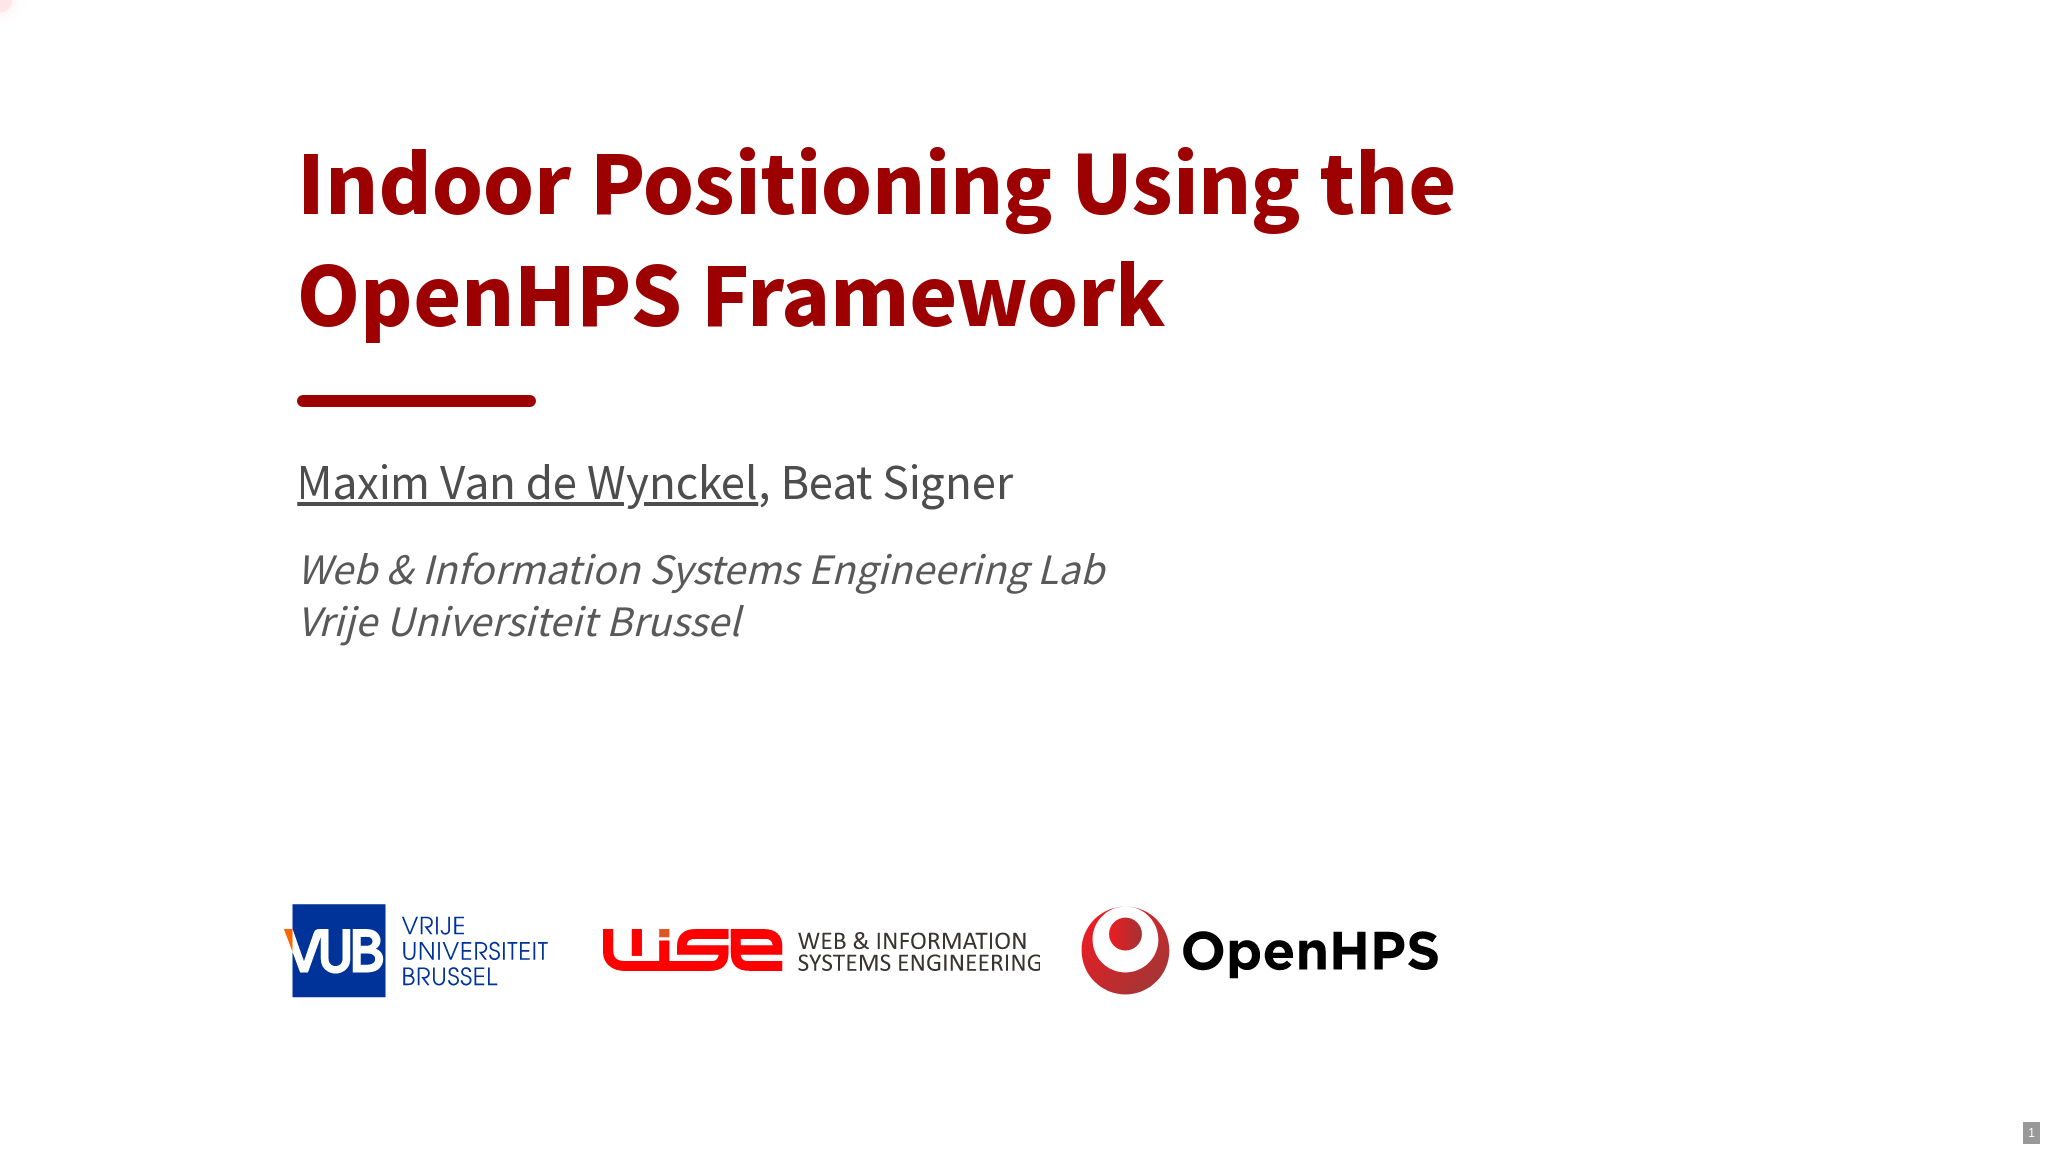 Indoor Positioning Using the
OpenHPS Framework
Maxim Van de Wynckel, Beat Signer
Web & Information Systems Engineering Lab
Vrije Universiteit Brussel
VUB
VRIJE
UNIVERSITEIT
BRUSSEL
wise
WEB & INFORMATION
SYSTEMS ENGINEERING
OpenHPS
1